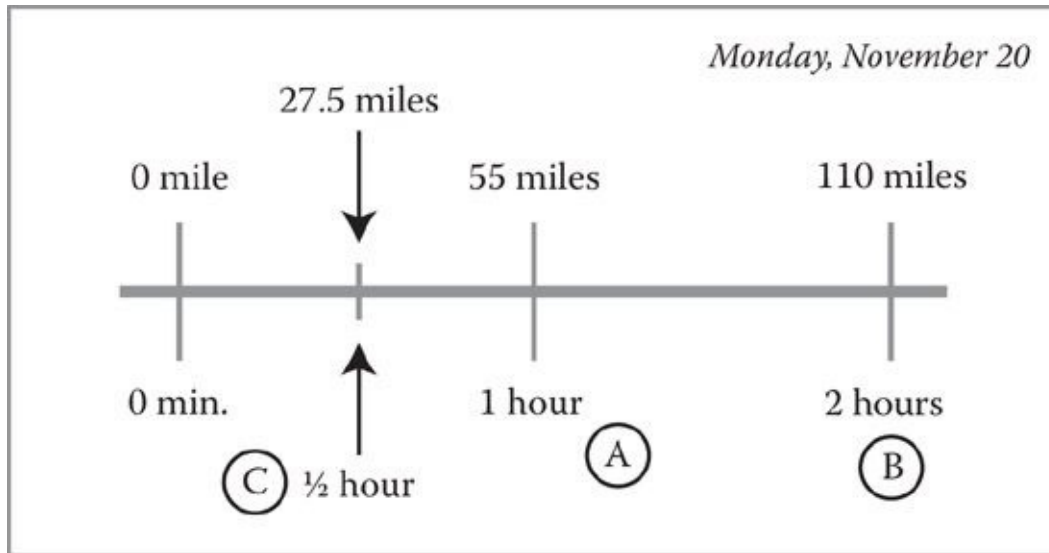 Monday, November 20
27.5 miles
0 mile 55 miles 110 miles
0 min. 1 hour 2 hours
C ½ hour A B